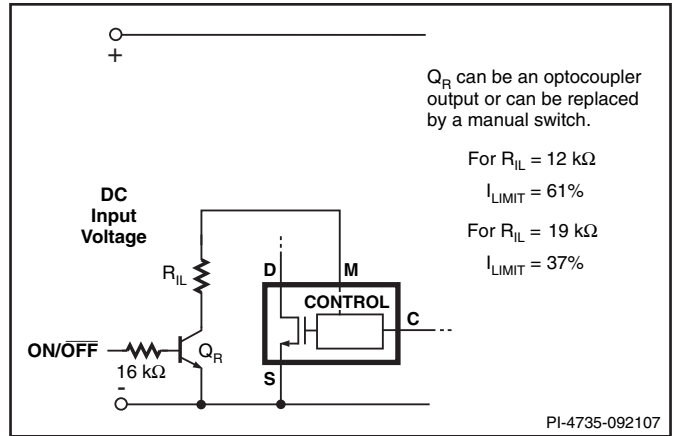 +
Q_R can be an optocoupler
output or can be replaced
by a manual switch.
For R_IL = 12 kΩ
I_LIMIT = 61%
For R_IL = 19 kΩ
I_LIMIT = 37%
DC
Input
Voltage
R_IL
D
M
CONTROL
C
ON/OFF
Q_R
16 kΩ
S
-
PI-4735-092107